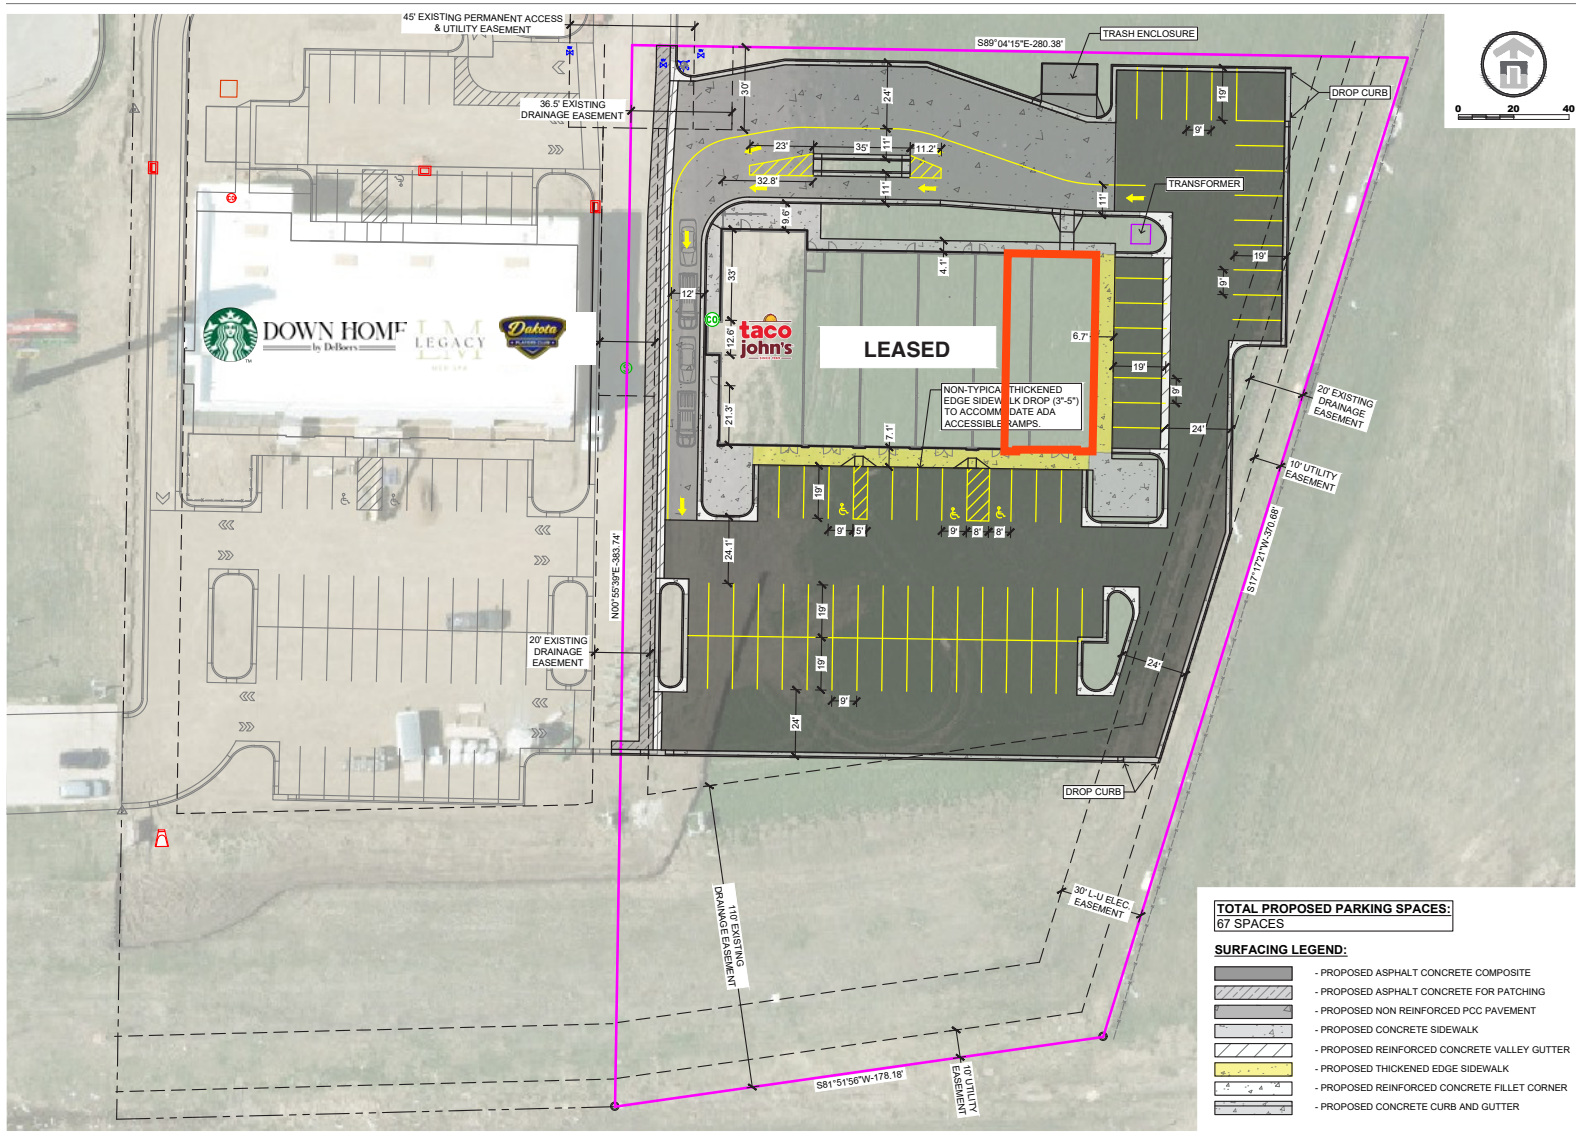 45' EXISTING PERMANENT ACCESS
& UTILITY EASEMENT
S89°04'15"E-280.38'
TRASH ENCLOSURE
DROP CURB
0 20 40
36.5' EXISTING
DRAINAGE EASEMENT
30'
24'
19'
9'
23'
35'
11'
11.2'
32.8'
11'
TRANSFORMER
11'
9.6'
4.1'
33'
19'
9'
12'
12.6'
CO
taco
john's
LEASED
6.7'
19'
9'
DOWN HOME
by DeBoers
LM
LEGACY
MED SPA
Dakota
PLAYERS CLUB
NON-TYPICAL THICKENED
EDGE SIDEWALK DROP (3"-5")
TO ACCOMMODATE ADA
ACCESSIBLE RAMPS.
21.3'
7.1'
20' EXISTING
DRAINAGE
EASEMENT
24'
10' UTILITY
EASEMENT
19'
9'
5'
9'
8'
8'
24.1'
N00°55'39"E-383.74'
S17°17'21"W-370.68'
20' EXISTING
DRAINAGE
EASEMENT
19'
19'
9'
24'
24'
DROP CURB
110' EXISTING
DRAINAGE EASEMENT
30' L-U ELEC.
EASEMENT
S81°51'56"W-178.18'
10' UTILITY
EASEMENT
TOTAL PROPOSED PARKING SPACES:
67 SPACES
SURFACING LEGEND:
- PROPOSED ASPHALT CONCRETE COMPOSITE
- PROPOSED ASPHALT CONCRETE FOR PATCHING
- PROPOSED NON REINFORCED PCC PAVEMENT
- PROPOSED CONCRETE SIDEWALK
- PROPOSED REINFORCED CONCRETE VALLEY GUTTER
- PROPOSED THICKENED EDGE SIDEWALK
- PROPOSED REINFORCED CONCRETE FILLET CORNER
- PROPOSED CONCRETE CURB AND GUTTER